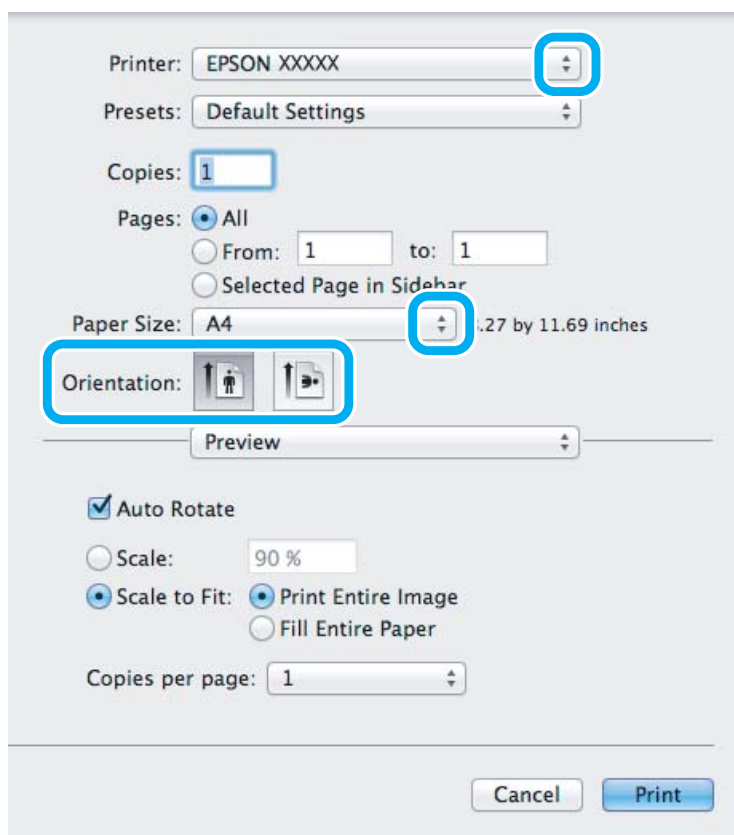 Printer: EPSON XXXXX
Presets: Default Settings
Copies: 1
Pages: All
From: 1 to: 1
Selected Page in Sidebar
Paper Size: A4 .27 by 11.69 inches
Orientation:
Preview
Auto Rotate
Scale: 90 %
Scale to Fit: Print Entire Image
Fill Entire Paper
Copies per page: 1
Cancel Print